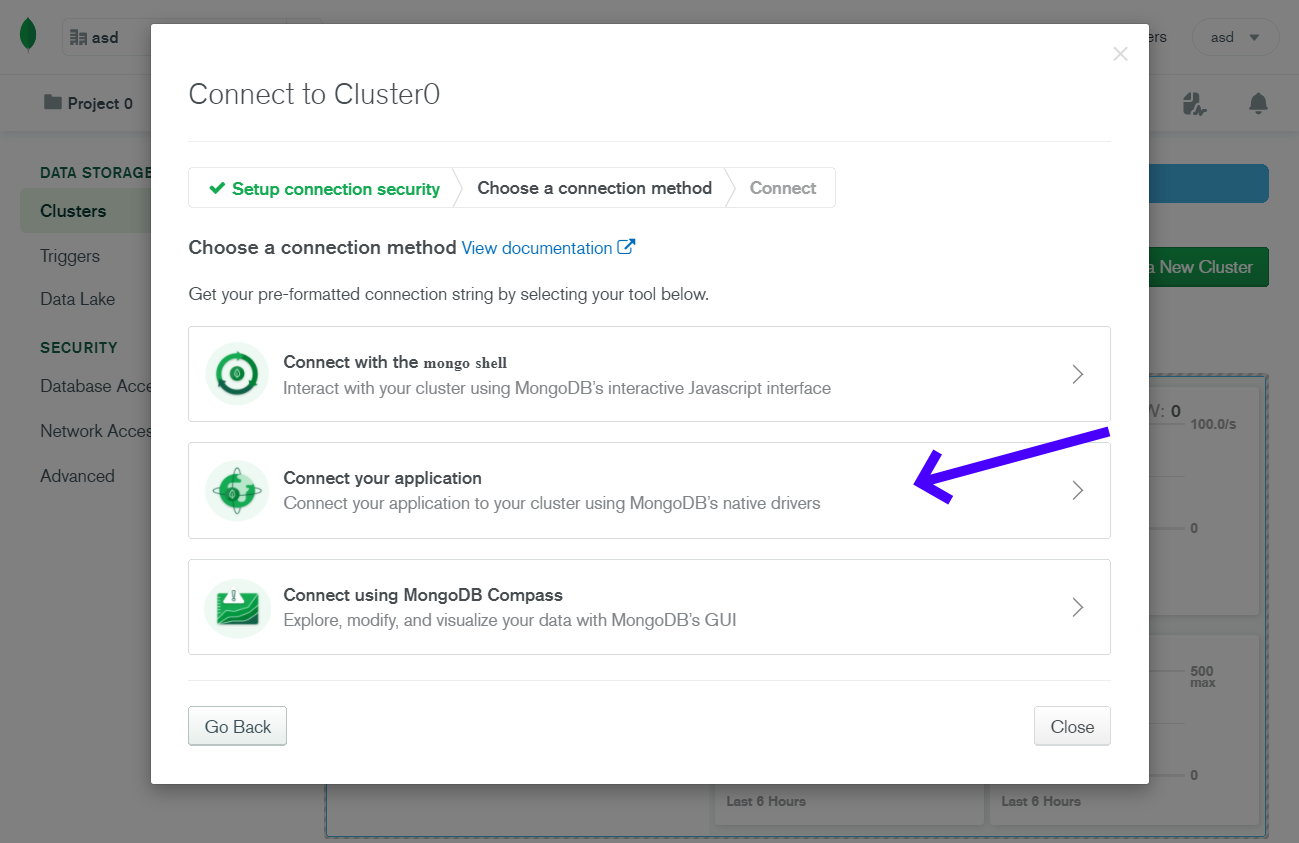 asd
ers
asd
Project 0
Connect to Cluster0
Setup connection security
Choose a connection method
Connect
DATA STORAGE
Clusters
Triggers
Data Lake
SECURITY
Database Acce
Network Acces
Advanced
Choose a connection method View documentation
Get your pre-formatted connection string by selecting your tool below.
Connect with the mongo shell
Interact with your cluster using MongoDB's interactive Javascript interface
Connect your application
Connect your application to your cluster using MongoDB's native drivers
Connect using MongoDB Compass
Explore, modify, and visualize your data with MongoDB's GUI
Go Back
Close
a New Cluster
: 0
100.0/s
0
500
max
0
Last 6 Hours
Last 6 Hours